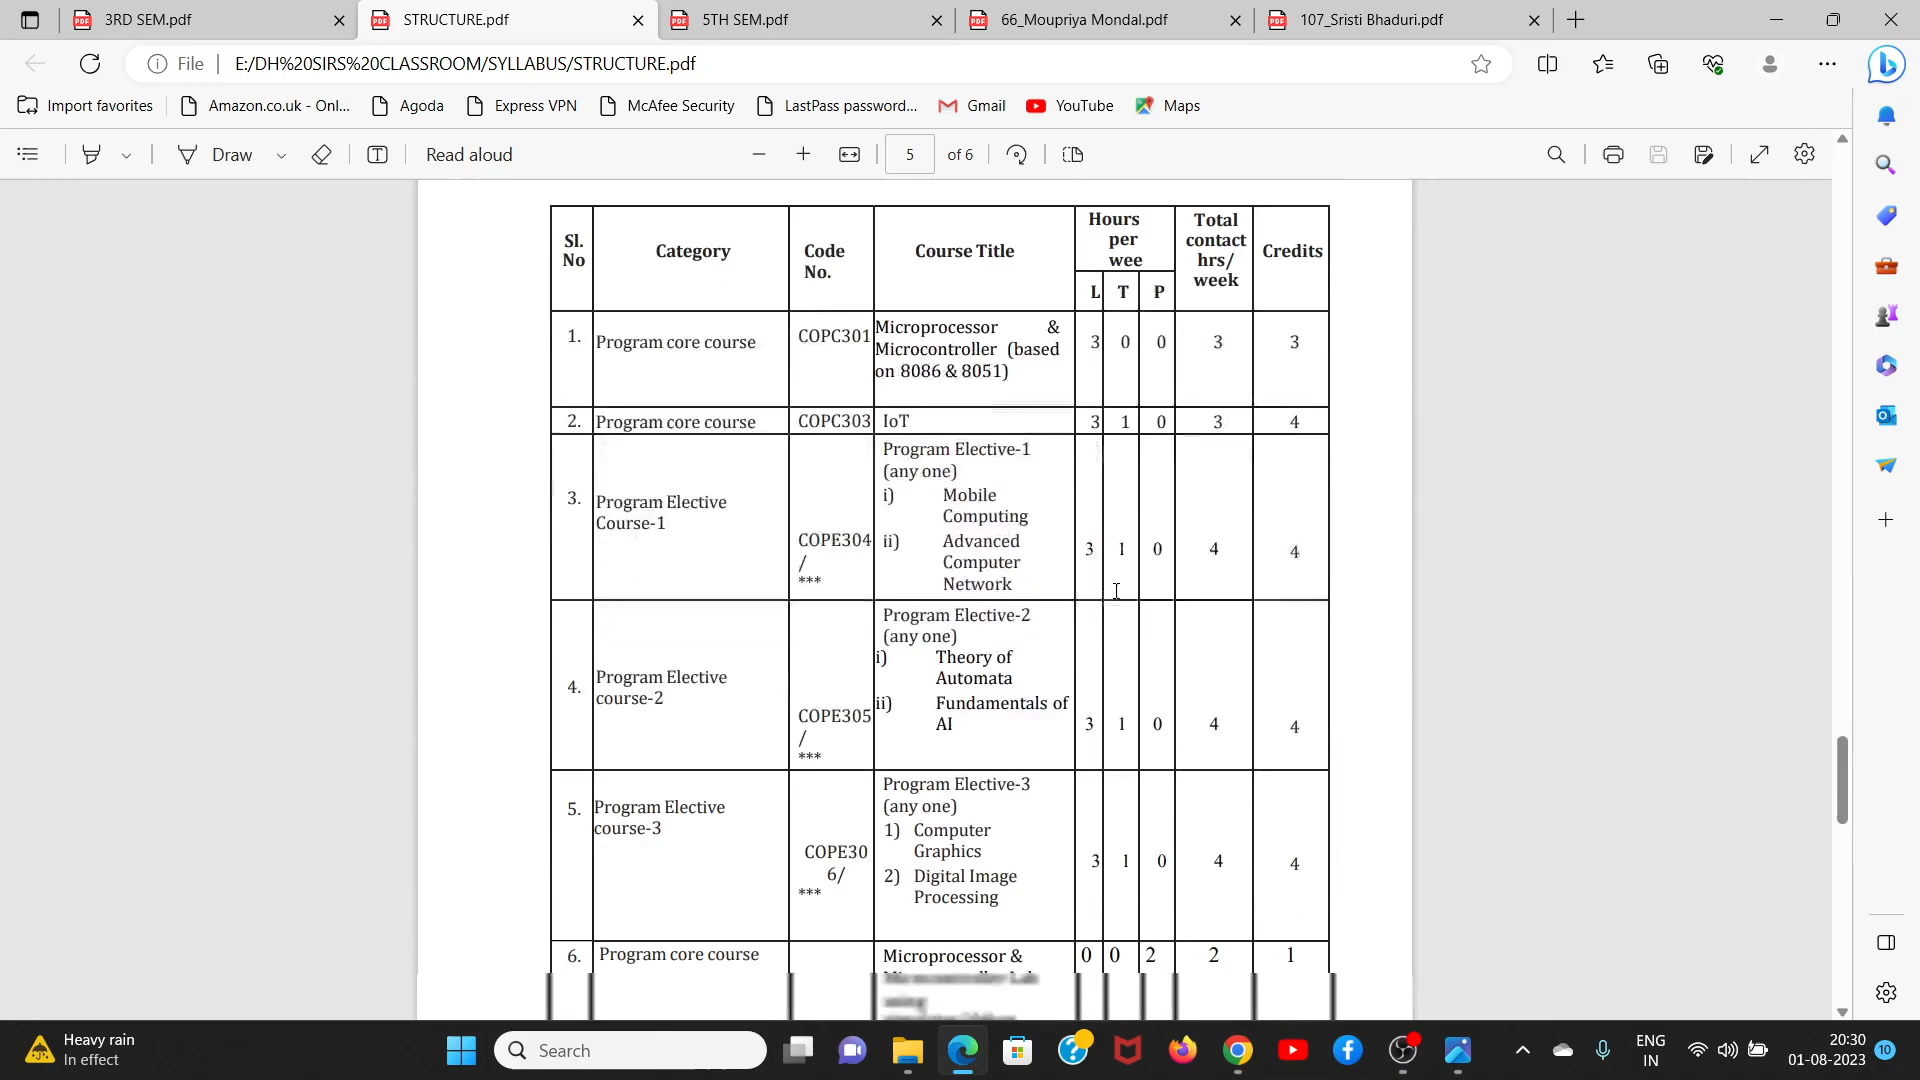 3RD SEM.pdf
STRUCTURE.pdf
5TH SEM.pdf
66_Moupriya Mondal.pdf
107_Sristi Bhaduri.pdf
File
E:/DH%20SIRS%20CLASSROOM/SYLLABUS/STRUCTURE.pdf
Import favorites
Amazon.co.uk - Onl...
Agoda
Express VPN
McAfee Security
LastPass password...
Gmail
YouTube
Maps
Draw
Read aloud
5
of 6
Sl. No
Category
Code No.
Course Title
Hours per wee
L T P
Total contact hrs/ week
Credits
1.
Program core course
COPC301
Microprocessor &
Microcontroller (based
on 8086 & 8051)
3 0 0 3 3
2. Program core course COPC303 IoT 3 1 0 3 4
3.
Program Elective
Course-1
COPE304
/
***
Program Elective-1
(any one)
i) Mobile
Computing
ii) Advanced
Computer
Network
3 1 0 4 4
4.
Program Elective
course-2
COPE305
/
***
Program Elective-2
(any one)
i) Theory of
Automata
ii) Fundamentals of
AI
3 1 0 4 4
5.
Program Elective
course-3
COPE30
6/
***
Program Elective-3
(any one)
1) Computer
Graphics
2) Digital Image
Processing
3 1 0 4 4
6. Program core course
Microprocessor &
0 0 2 2 1
Heavy rain
In effect
Search
ENG
IN
20:30
01-08-2023
10